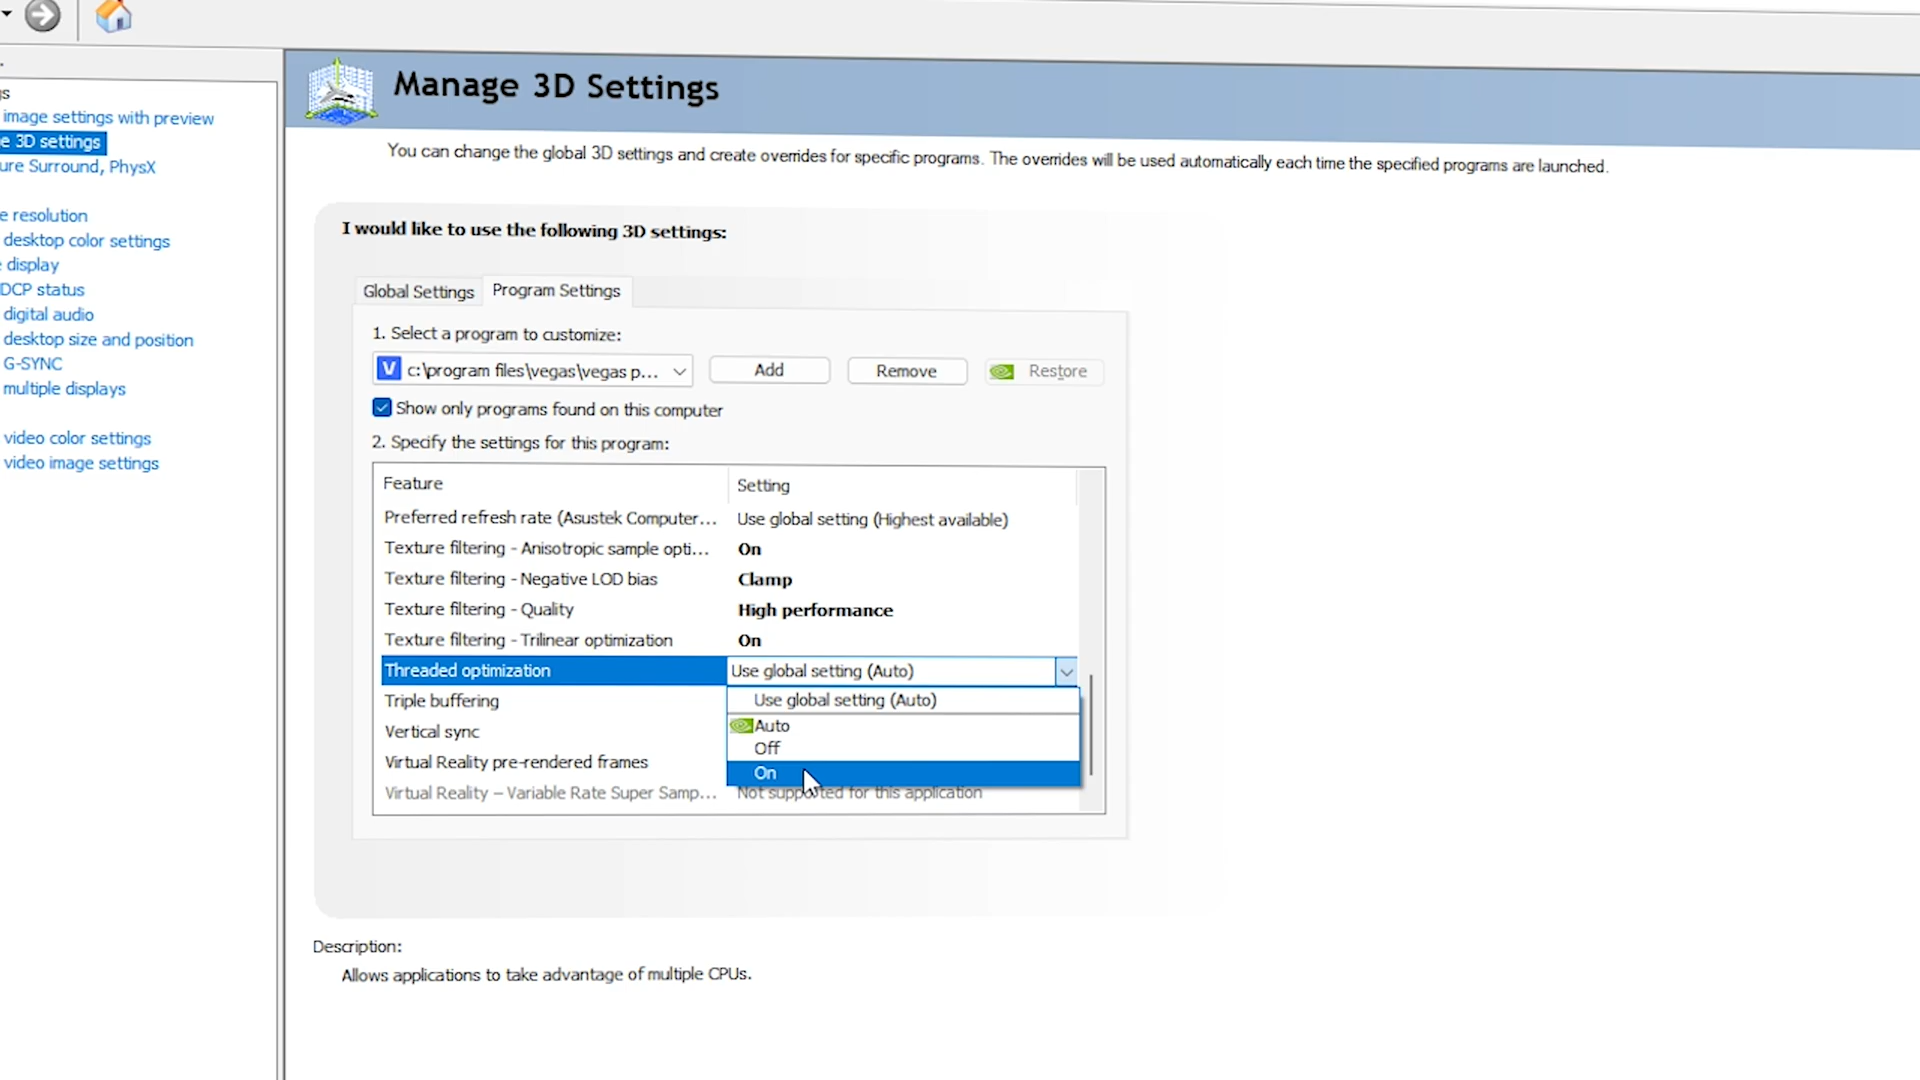 image settings with preview
e 3D settings
ure Surround, PhysX
e resolution
desktop color settings
display
DCP status
digital audio
desktop size and position
G-SYNC
multiple displays
video color settings
video image settings
Manage 3D Settings
You can change the global 3D settings and create overrides for specific programs. The overrides will be used automatically each time the specified programs are launched.
I would like to use the following 3D settings:
Global Settings Program Settings
1. Select a program to customize:
V c:\program files\vegas\vegas p... Add Remove Restore
Show only programs found on this computer
2. Specify the settings for this program:
Feature Setting
Preferred refresh rate (Asustek Computer... Use global setting (Highest available)
Texture filtering - Anisotropic sample opti... On
Texture filtering - Negative LOD bias Clamp
Texture filtering - Quality High performance
Texture filtering - Trilinear optimization On
Threaded optimization Use global setting (Auto)
Triple buffering Use global setting (Auto)
Auto
Vertical sync Off
Virtual Reality pre-rendered frames On
Virtual Reality – Variable Rate Super Samp... Not supported for this application
Description:
Allows applications to take advantage of multiple CPUs.